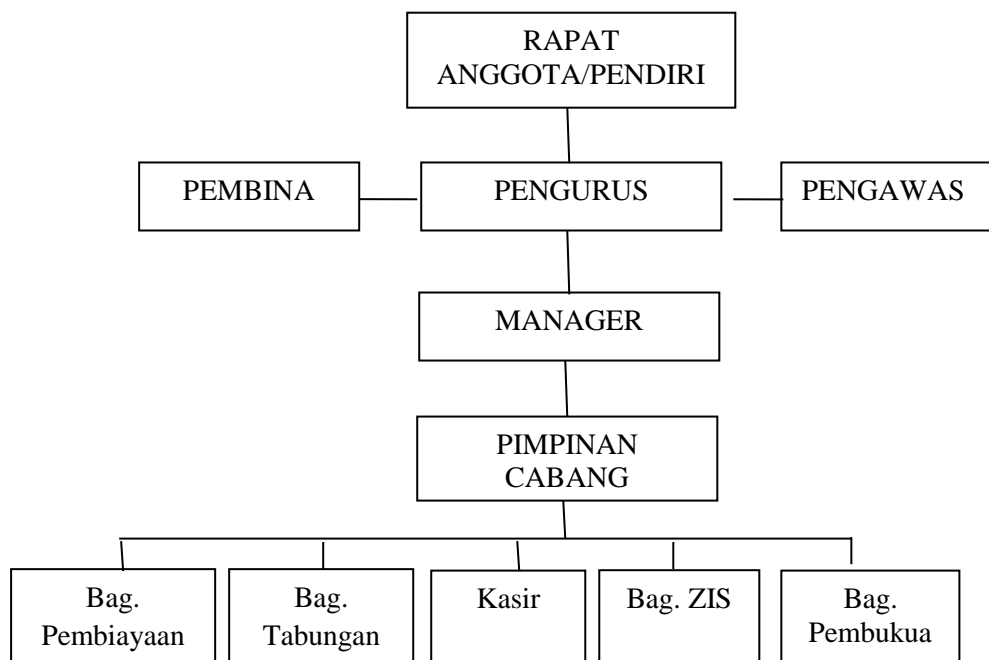 RAPAT
ANGGOTA/PENDIRI
PEMBINA
PENGURUS
PENGAWAS
MANAGER
PIMPINAN
CABANG
Bag.
Pembiayaan
Bag.
Tabungan
Kasir
Bag. ZIS
Bag.
Pembukua